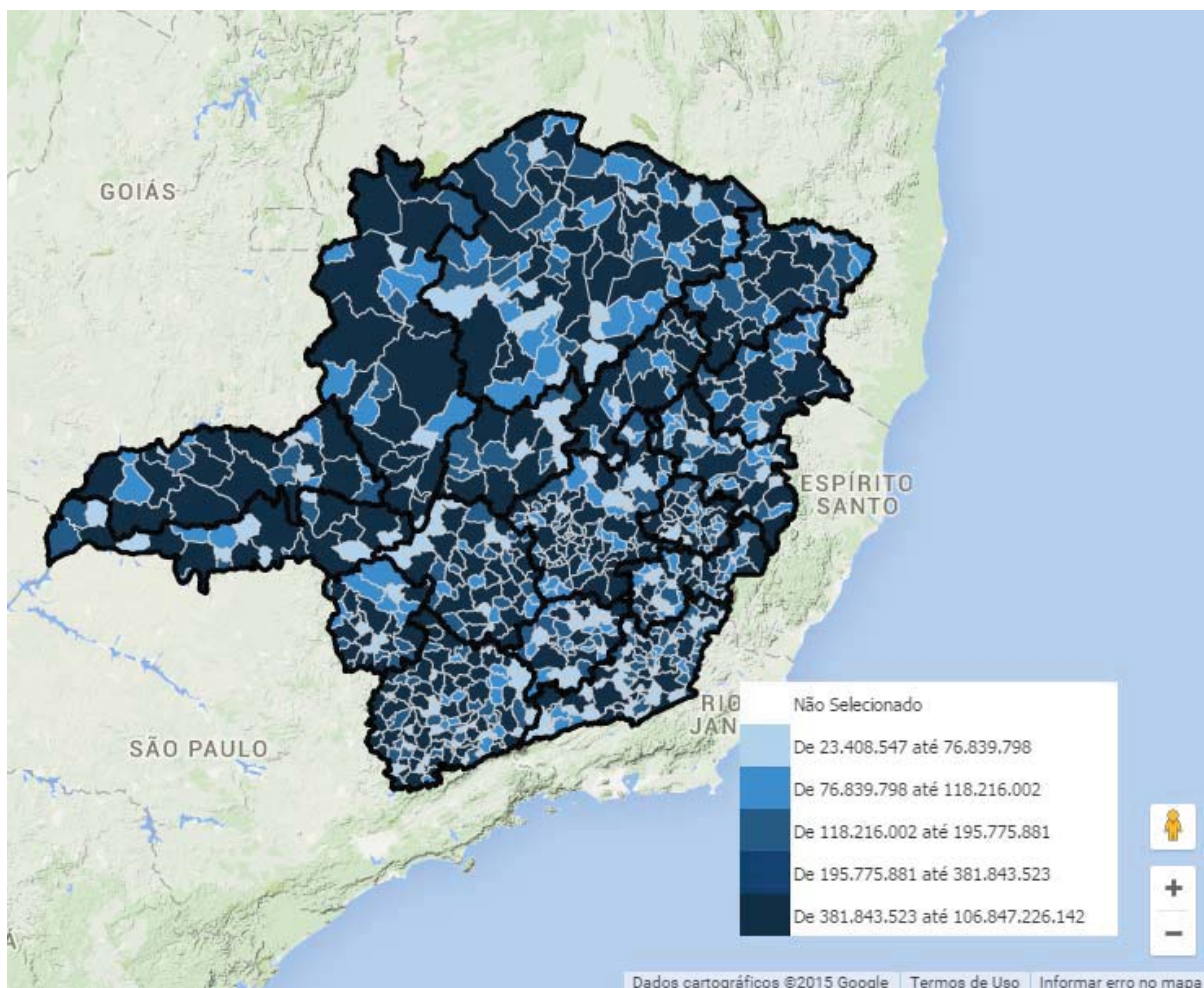 GOIÁS
ESPÍRITO
SANTO
RIO
JAN
SÃO PAULO
Não Selecionado
De 23.408.547 até 76.839.798
De 76.839.798 até 118.216.002
De 118.216.002 até 195.775.881
De 195.775.881 até 381.843.523
De 381.843.523 até 106.847.226.142
+
−
Dados cartográficos ©2015 Google
Termos de Uso
Informar erro no mapa